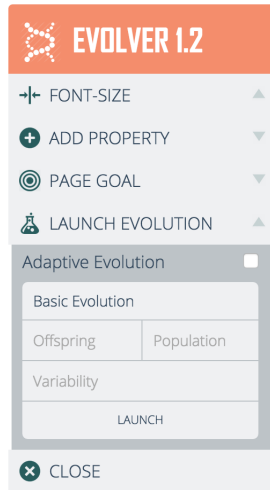 EVOLVER 1.2
FONT-SIZE
ADD PROPERTY
PAGE GOAL
LAUNCH EVOLUTION
Adaptive Evolution
Basic Evolution
Offspring Population
Variability
LAUNCH
CLOSE